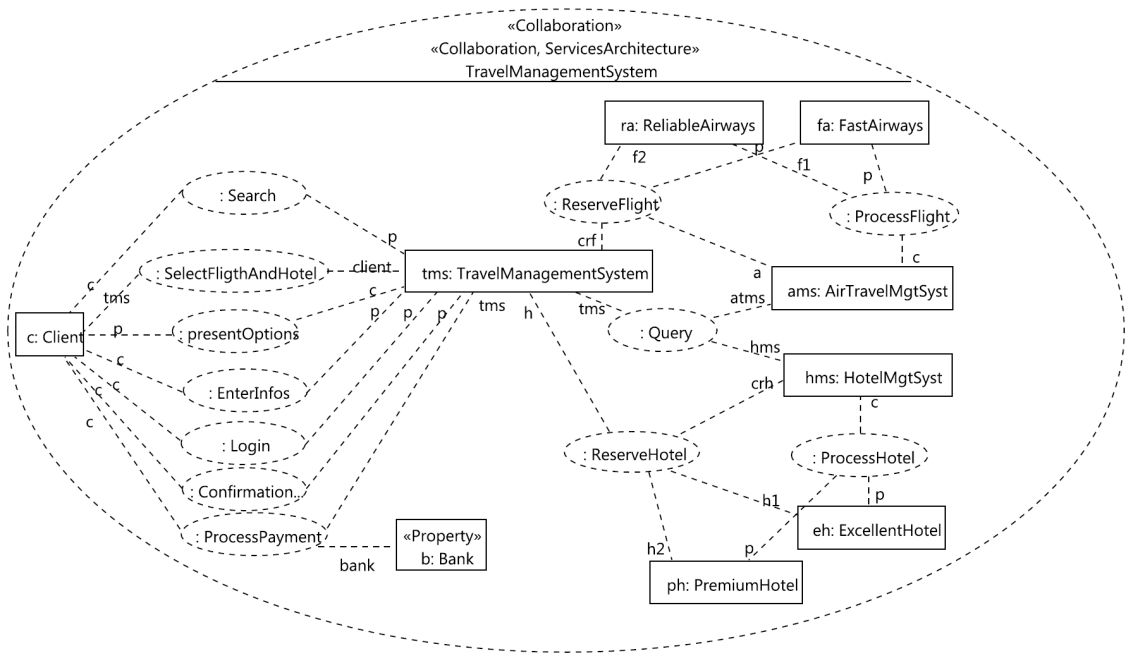 «Collaboration»
«Collaboration, ServicesArchitecture»
TravelManagementSystem
ra: ReliableAirways
fa: FastAirways
f2
p
f1
p
: Search
: ReserveFlight
: ProcessFlight
p
crf
c
: SelectFligthAndHotel
client
tms: TravelManagementSystem
a
ams: AirTravelMgtSyst
c
tms
c
p
p
p
tms
h
tms
atms
c: Client
p
: presentOptions
: Query
hms
c
: EnterInfos
crh
hms: HotelMgtSyst
c
c
c
c
: Login
: ReserveHotel
: ProcessHotel
: Confirmation...
h1
p
: ProcessPayment
«Property»
b: Bank
bank
eh: ExcellentHotel
h2
p
ph: PremiumHotel